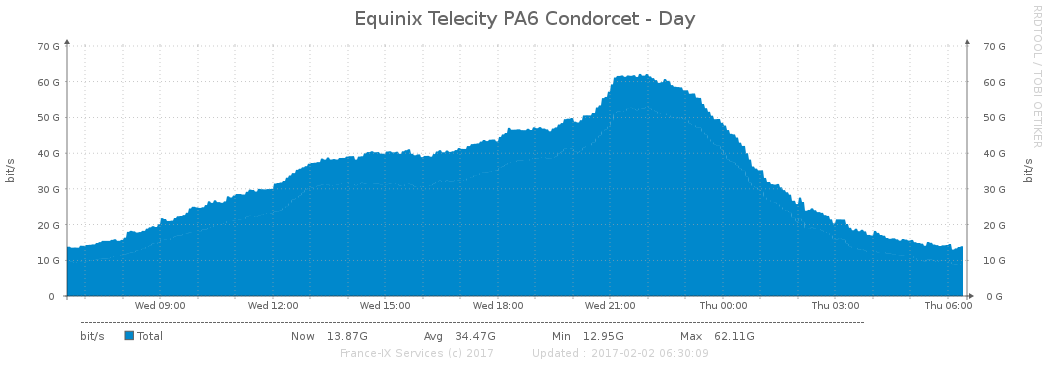 Equinix Telecity PA6 Condorcet - Day
RRDTOOL / TOBI OETIKER
70 G 70 G
60 G 60 G
50 G 50 G
40 G 40 G
30 G 30 G
20 G 20 G
10 G 10 G
0 0 G
bit/s
bit/s
Wed 09:00 Wed 12:00 Wed 15:00 Wed 18:00 Wed 21:00 Thu 00:00 Thu 03:00 Thu 06:00
bit/s Total Now 13.87G Avg 34.47G Min 12.95G Max 62.11G
France-IX Services (c) 2017 Updated : 2017-02-02 06:30:09